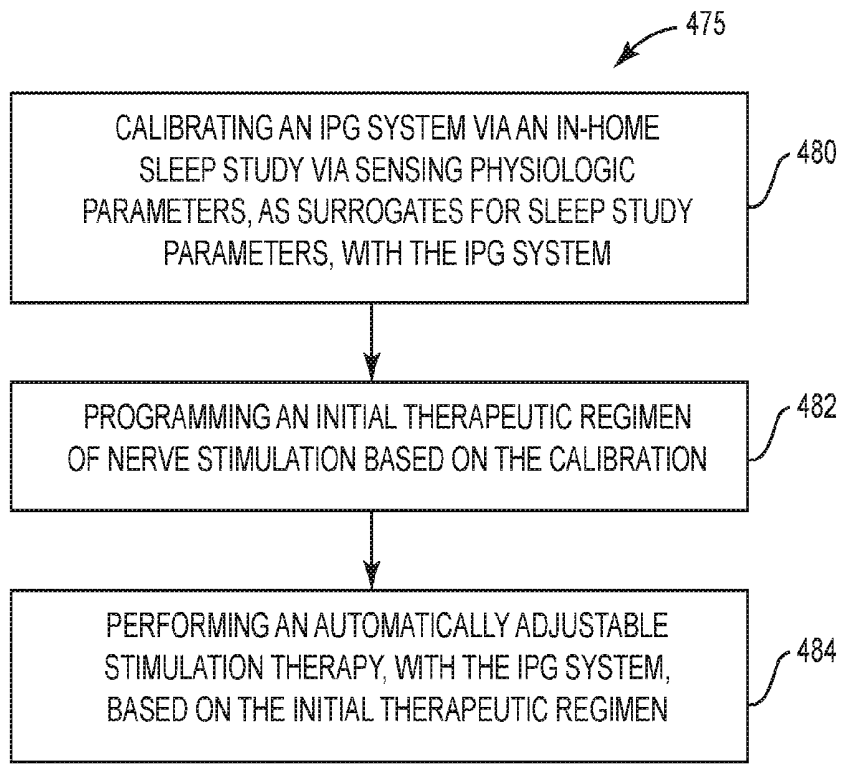 475
CALIBRATING AN IPG SYSTEM VIA AN IN-HOME
SLEEP STUDY VIA SENSING PHYSIOLOGIC
PARAMETERS, AS SURROGATES FOR SLEEP STUDY
PARAMETERS, WITH THE IPG SYSTEM
480
PROGRAMMING AN INITIAL THERAPEUTIC REGIMEN
OF NERVE STIMULATION BASED ON THE CALIBRATION
482
PERFORMING AN AUTOMATICALLY ADJUSTABLE
STIMULATION THERAPY, WITH THE IPG SYSTEM,
BASED ON THE INITIAL THERAPEUTIC REGIMEN
484